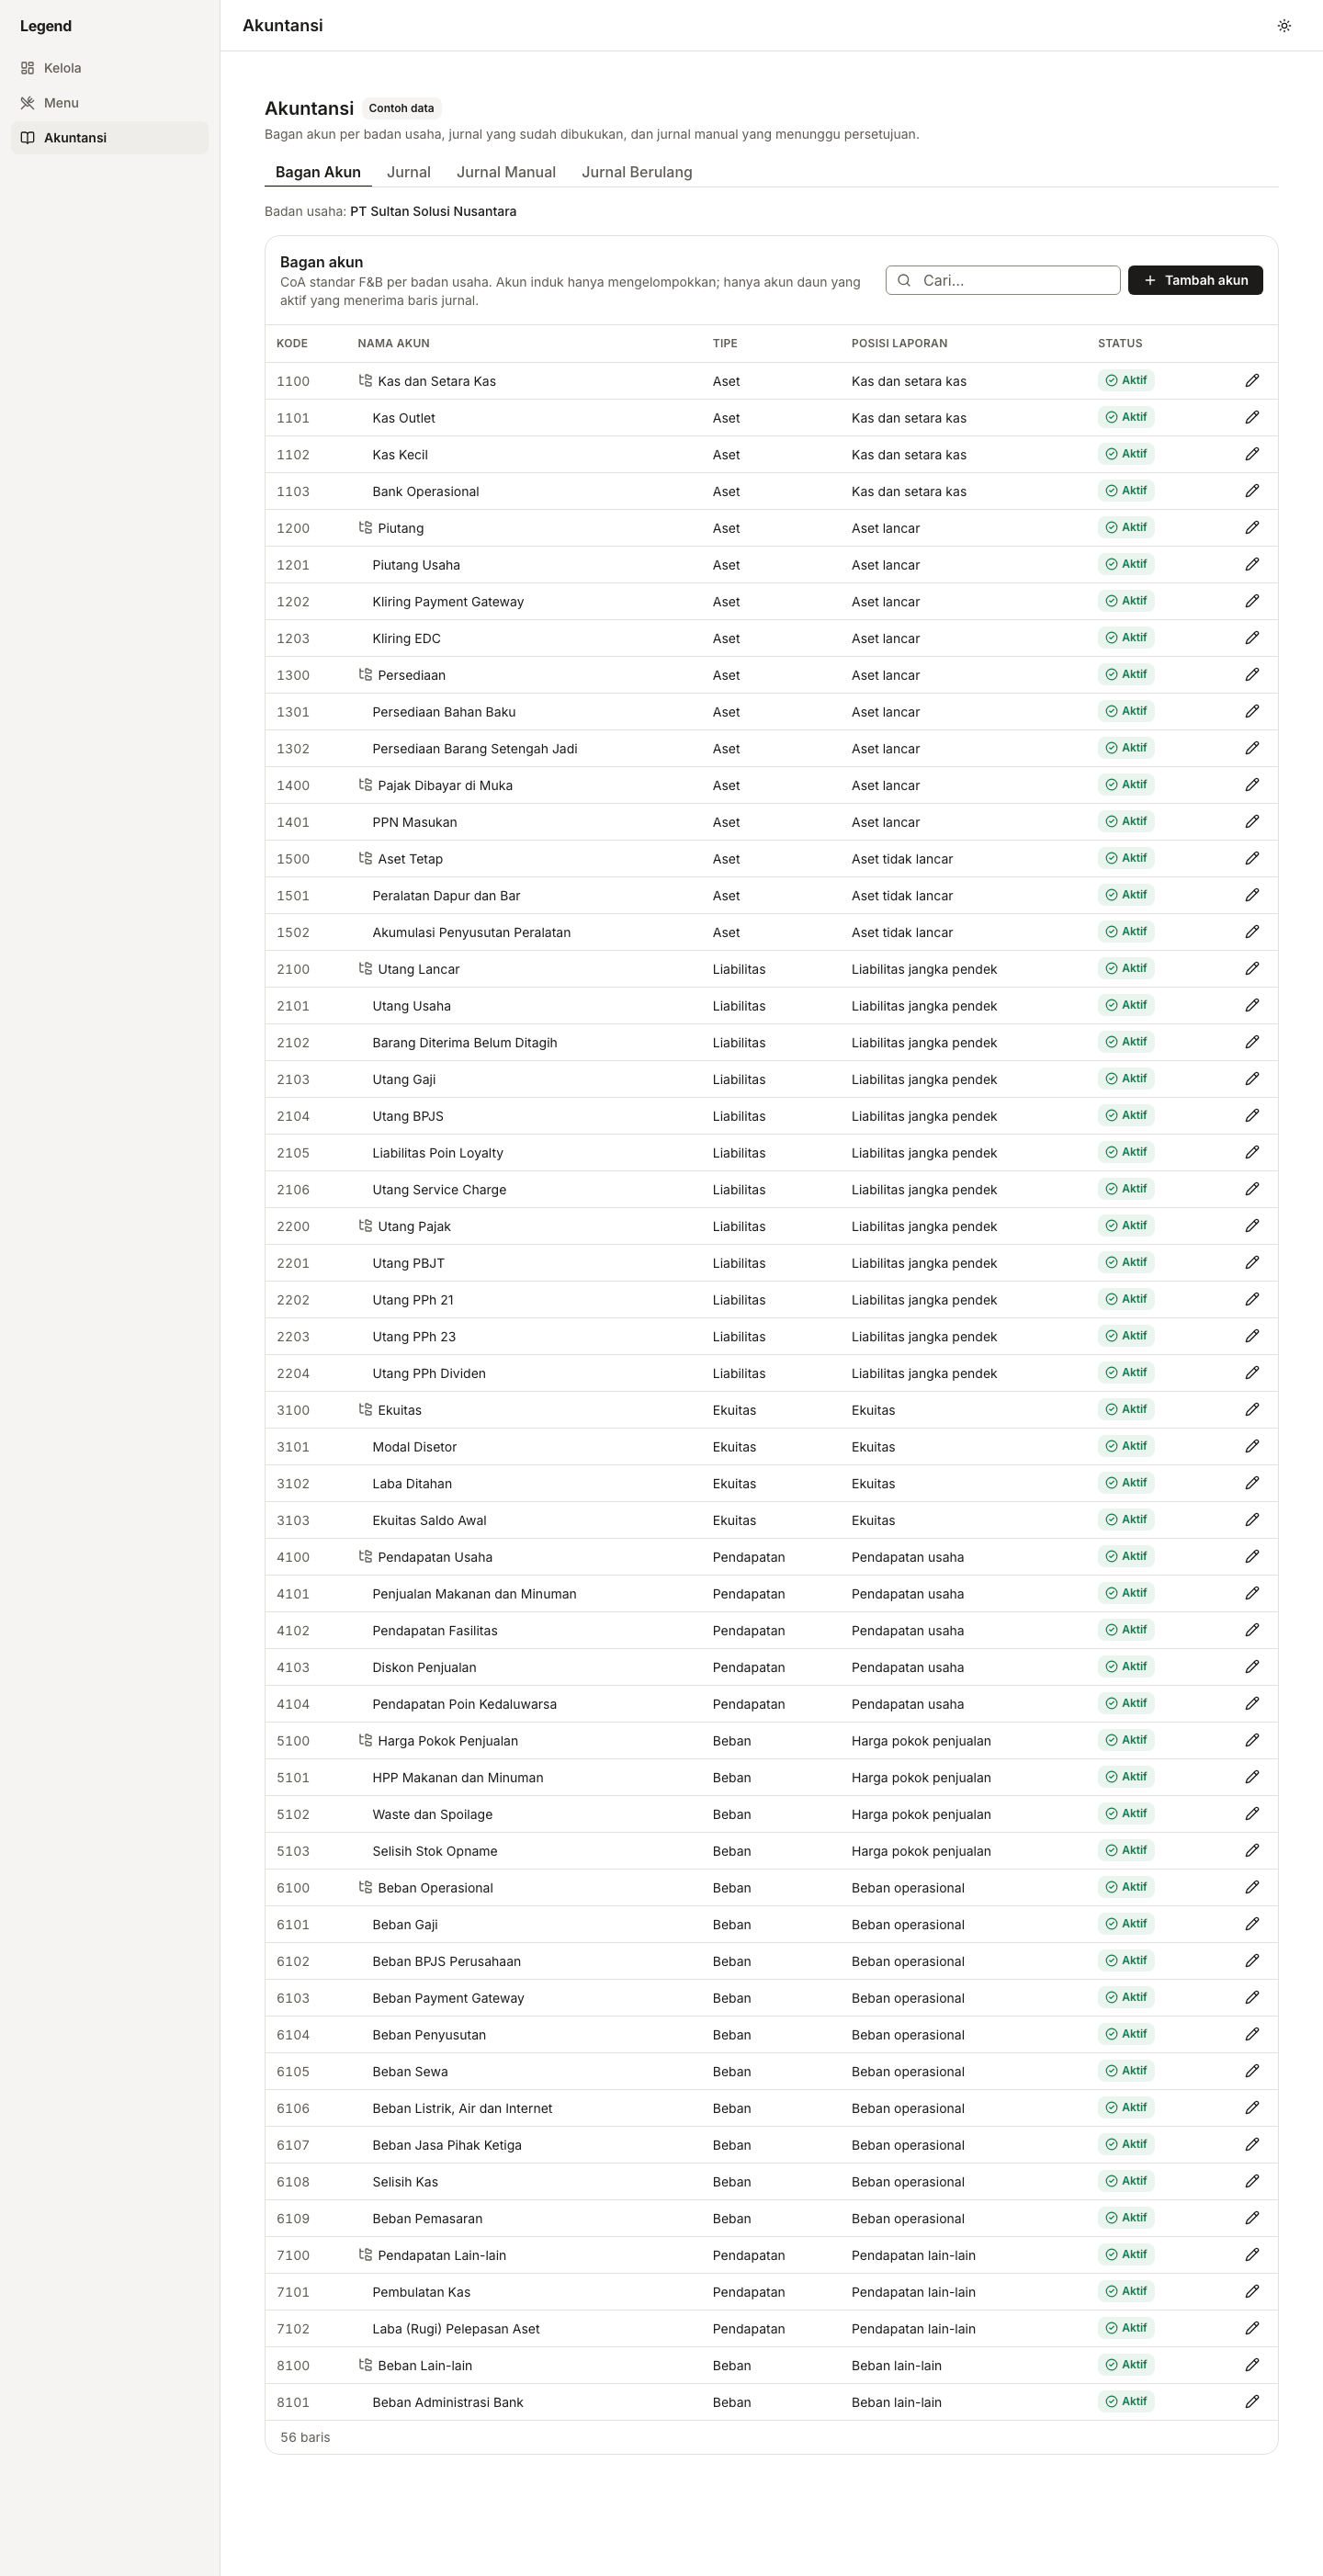 Legend
Kelola
Menu
Akuntansi
Akuntansi
Akuntansi Contoh data
Bagan akun per badan usaha, jurnal yang sudah dibukukan, dan jurnal manual yang menunggu persetujuan.
Bagan Akun Jurnal Jurnal Manual Jurnal Berulang
Badan usaha: PT Sultan Solusi Nusantara
Bagan akun
CoA standar F&B per badan usaha. Akun induk hanya mengelompokkan; hanya akun daun yang
aktif yang menerima baris jurnal.
Cari...
Tambah akun
KODE NAMA AKUN TIPE POSISI LAPORAN STATUS
1100 Kas dan Setara Kas Aset Kas dan setara kas Aktif
1101 Kas Outlet Aset Kas dan setara kas Aktif
1102 Kas Kecil Aset Kas dan setara kas Aktif
1103 Bank Operasional Aset Kas dan setara kas Aktif
1200 Piutang Aset Aset lancar Aktif
1201 Piutang Usaha Aset Aset lancar Aktif
1202 Kliring Payment Gateway Aset Aset lancar Aktif
1203 Kliring EDC Aset Aset lancar Aktif
1300 Persediaan Aset Aset lancar Aktif
1301 Persediaan Bahan Baku Aset Aset lancar Aktif
1302 Persediaan Barang Setengah Jadi Aset Aset lancar Aktif
1400 Pajak Dibayar di Muka Aset Aset lancar Aktif
1401 PPN Masukan Aset Aset lancar Aktif
1500 Aset Tetap Aset Aset tidak lancar Aktif
1501 Peralatan Dapur dan Bar Aset Aset tidak lancar Aktif
1502 Akumulasi Penyusutan Peralatan Aset Aset tidak lancar Aktif
2100 Utang Lancar Liabilitas Liabilitas jangka pendek Aktif
2101 Utang Usaha Liabilitas Liabilitas jangka pendek Aktif
2102 Barang Diterima Belum Ditagih Liabilitas Liabilitas jangka pendek Aktif
2103 Utang Gaji Liabilitas Liabilitas jangka pendek Aktif
2104 Utang BPJS Liabilitas Liabilitas jangka pendek Aktif
2105 Liabilitas Poin Loyalty Liabilitas Liabilitas jangka pendek Aktif
2106 Utang Service Charge Liabilitas Liabilitas jangka pendek Aktif
2200 Utang Pajak Liabilitas Liabilitas jangka pendek Aktif
2201 Utang PBJT Liabilitas Liabilitas jangka pendek Aktif
2202 Utang PPh 21 Liabilitas Liabilitas jangka pendek Aktif
2203 Utang PPh 23 Liabilitas Liabilitas jangka pendek Aktif
2204 Utang PPh Dividen Liabilitas Liabilitas jangka pendek Aktif
3100 Ekuitas Ekuitas Ekuitas Aktif
3101 Modal Disetor Ekuitas Ekuitas Aktif
3102 Laba Ditahan Ekuitas Ekuitas Aktif
3103 Ekuitas Saldo Awal Ekuitas Ekuitas Aktif
4100 Pendapatan Usaha Pendapatan Pendapatan usaha Aktif
4101 Penjualan Makanan dan Minuman Pendapatan Pendapatan usaha Aktif
4102 Pendapatan Fasilitas Pendapatan Pendapatan usaha Aktif
4103 Diskon Penjualan Pendapatan Pendapatan usaha Aktif
4104 Pendapatan Poin Kedaluwarsa Pendapatan Pendapatan usaha Aktif
5100 Harga Pokok Penjualan Beban Harga pokok penjualan Aktif
5101 HPP Makanan dan Minuman Beban Harga pokok penjualan Aktif
5102 Waste dan Spoilage Beban Harga pokok penjualan Aktif
5103 Selisih Stok Opname Beban Harga pokok penjualan Aktif
6100 Beban Operasional Beban Beban operasional Aktif
6101 Beban Gaji Beban Beban operasional Aktif
6102 Beban BPJS Perusahaan Beban Beban operasional Aktif
6103 Beban Payment Gateway Beban Beban operasional Aktif
6104 Beban Penyusutan Beban Beban operasional Aktif
6105 Beban Sewa Beban Beban operasional Aktif
6106 Beban Listrik, Air dan Internet Beban Beban operasional Aktif
6107 Beban Jasa Pihak Ketiga Beban Beban operasional Aktif
6108 Selisih Kas Beban Beban operasional Aktif
6109 Beban Pemasaran Beban Beban operasional Aktif
7100 Pendapatan Lain-lain Pendapatan Pendapatan lain-lain Aktif
7101 Pembulatan Kas Pendapatan Pendapatan lain-lain Aktif
7102 Laba (Rugi) Pelepasan Aset Pendapatan Pendapatan lain-lain Aktif
8100 Beban Lain-lain Beban Beban lain-lain Aktif
8101 Beban Administrasi Bank Beban Beban lain-lain Aktif
56 baris